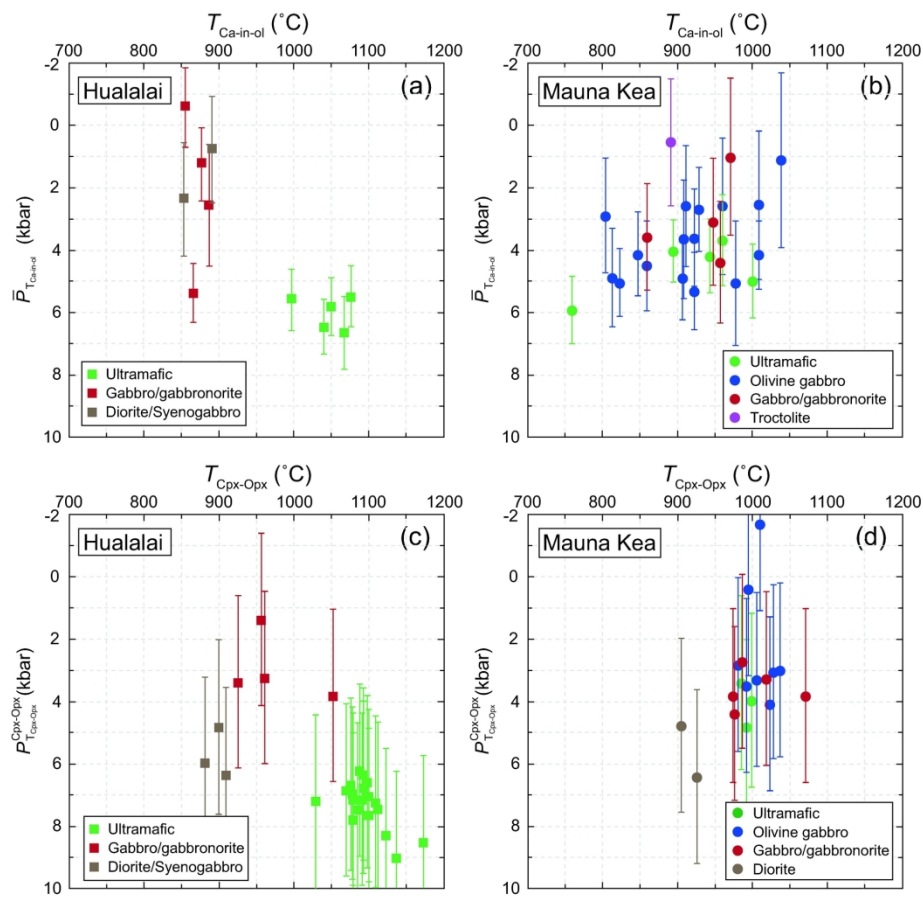 T_Ca-in-ol (˚C)
T_Ca-in-ol (˚C)
700 800 900 1000 1100 1200
700 800 900 1000 1100 1200
Hualalai
(a)
-2
0
2
4
6
8
10
P̅_T_Ca-in-ol (kbar)
Ultramafic
Gabbro/gabbronorite
Diorite/Syenogabbro
Mauna Kea
(b)
-2
0
2
4
6
8
10
P̅_T_Ca-in-ol (kbar)
Ultramafic
Olivine gabbro
Gabbro/gabbronorite
Troctolite
T_Cpx-Opx (˚C)
T_Cpx-Opx (˚C)
700 800 900 1000 1100 1200
700 800 900 1000 1100 1200
Hualalai
(c)
-2
0
2
4
6
8
10
P^Cpx-Opx_T_Cpx-Opx (kbar)
Ultramafic
Gabbro/gabbronorite
Diorite/Syenogabbro
Mauna Kea
(d)
-2
0
2
4
6
8
10
P^Cpx-Opx_T_Cpx-Opx (kbar)
Ultramafic
Olivine gabbro
Gabbro/gabbronorite
Diorite